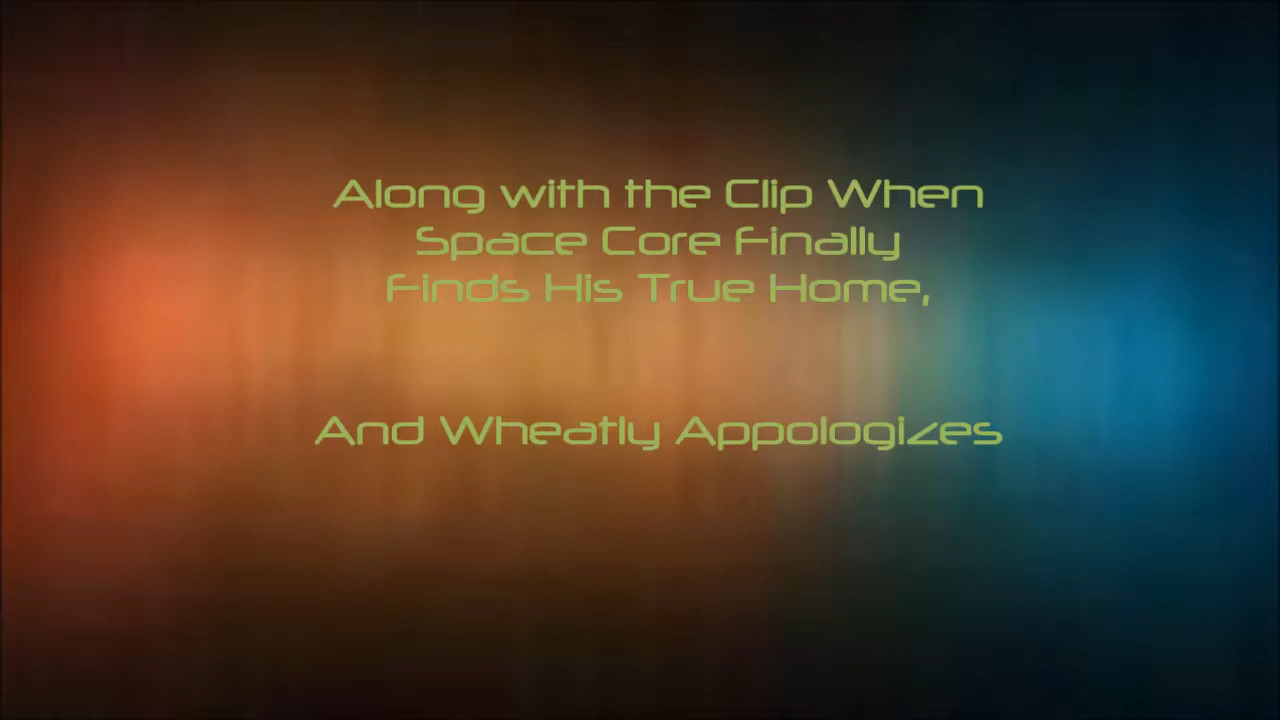 Along with the Clip When
Space Core Finally
Finds His True Home,
And Wheatly Appologizes